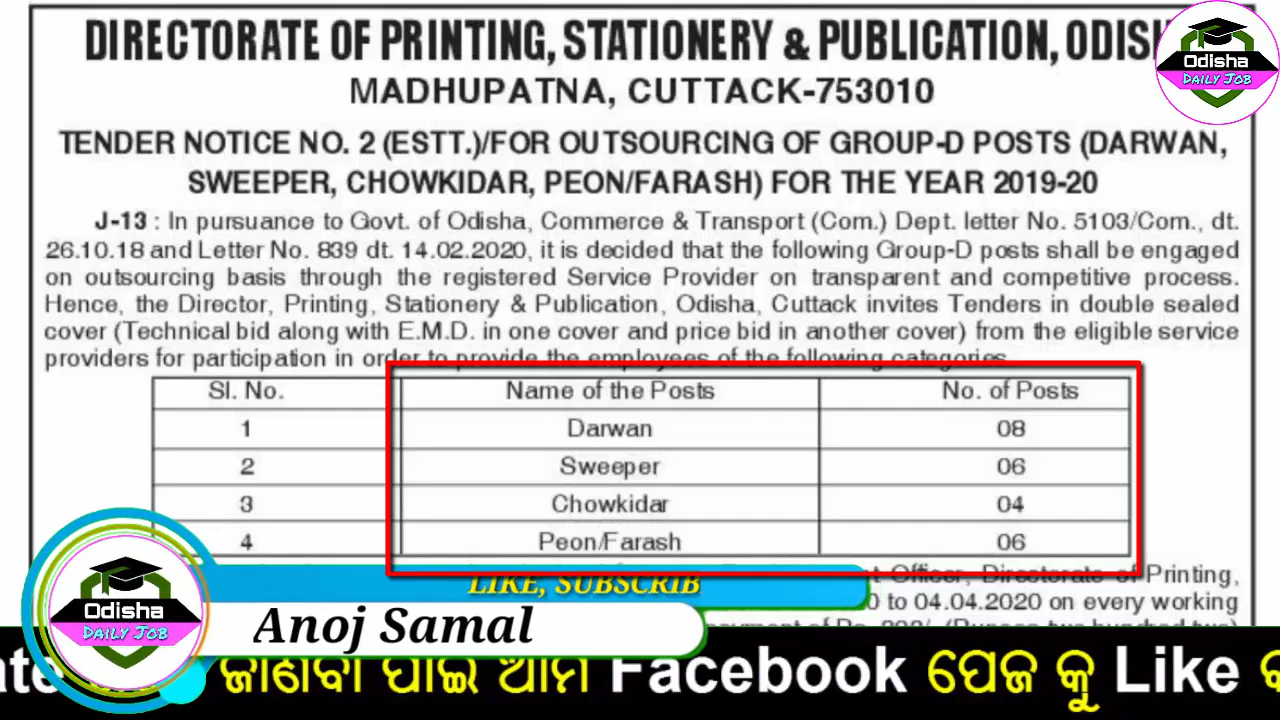 DIRECTORATE OF PRINTING, STATIONERY & PUBLICATION,
MADHUPATNA, CUTTACK-753010
TENDER NOTICE NO. 2 (ESTT.)/FOR OUTSOURCING OF GROUP-D POSTS (DARWAN,
SWEEPER, CHOWKIDAR, PEON/FARASH) FOR THE YEAR 2019-20
J-13 : In pursuance to Govt. of Odisha, Commerce & Transport (Com.) Dept. letter No. 5103/Com., dt.
26.10.18 and Letter No. 839 dt. 14.02.2020, it is decided that the following Group-D posts shall be engaged
on outsourcing basis through the registered Service Provider on transparent and competitive process.
Hence, the Director, Printing, Stationery & Publication, Odisha, Cuttack invites Tenders in double sealed
cover (Technical bid along with E.M.D. in one cover and price bid in another cover) from the eligible service
providers for participation in order to provide the employees of the following categories
Sl. No. Name of the Posts No. of Posts
1 Darwan 08
2 Sweeper 06
3 Chowkidar 04
4 Peon/Farash 06
Officer, Directorate of Printing,
to 04.04.2020 on every working
Odisha
DAILY JOB
LIKE, SUBSCRIB
Anoj Samal
Odisha
DAILY JOB
ଜାଣିବା ପାଇଁ ଆମ Facebook ପେଜ କୁ Like